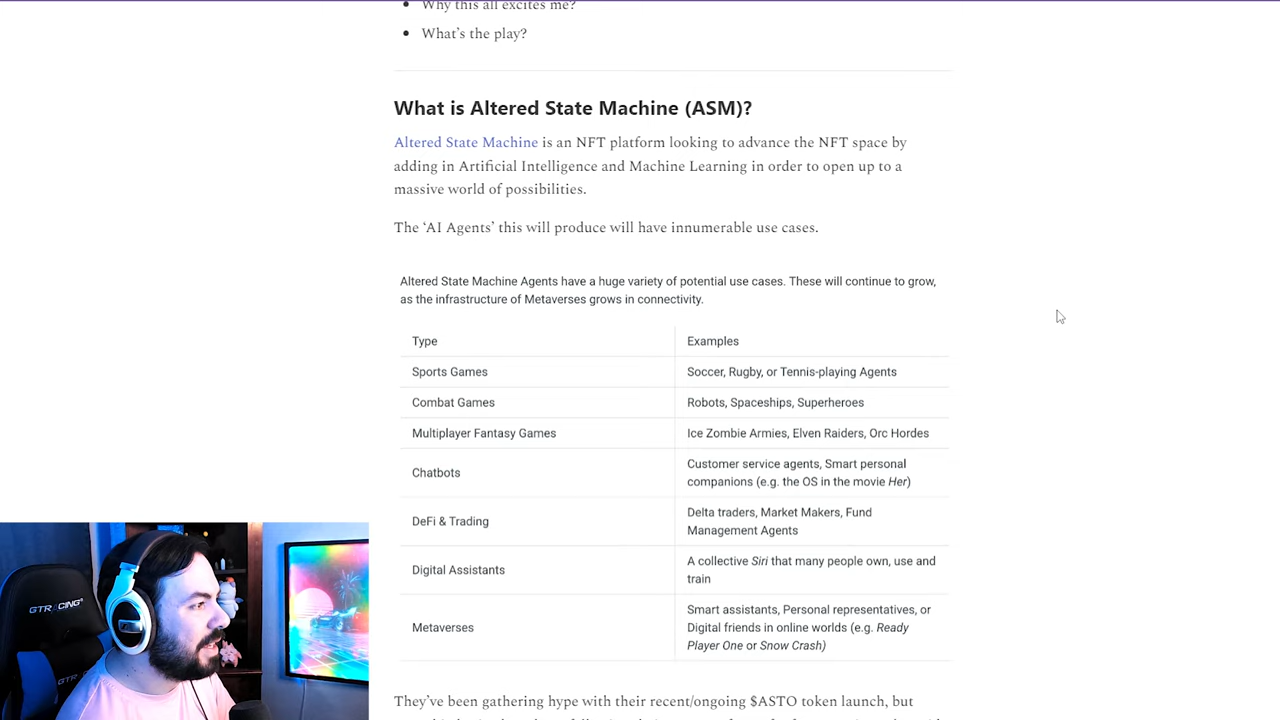 Why this all excites me?
What's the play?
What is Altered State Machine (ASM)?
Altered State Machine is an NFT platform looking to advance the NFT space by
adding in Artificial Intelligence and Machine Learning in order to open up to a
massive world of possibilities.
The ‘AI Agents’ this will produce will have innumerable use cases.
Altered State Machine Agents have a huge variety of potential use cases. These will continue to grow,
as the infrastructure of Metaverses grows in connectivity.
Type Examples
Sports Games Soccer, Rugby, or Tennis-playing Agents
Combat Games Robots, Spaceships, Superheroes
Multiplayer Fantasy Games Ice Zombie Armies, Elven Raiders, Orc Hordes
Chatbots Customer service agents, Smart personal
companions (e.g. the OS in the movie Her)
DeFi & Trading Delta traders, Market Makers, Fund
Management Agents
Digital Assistants A collective Siri that many people own, use and
train
Metaverses Smart assistants, Personal representatives, or
Digital friends in online worlds (e.g. Ready
Player One or Snow Crash)
They’ve been gathering hype with their recent/ongoing $ASTO token launch, but
GTRACING